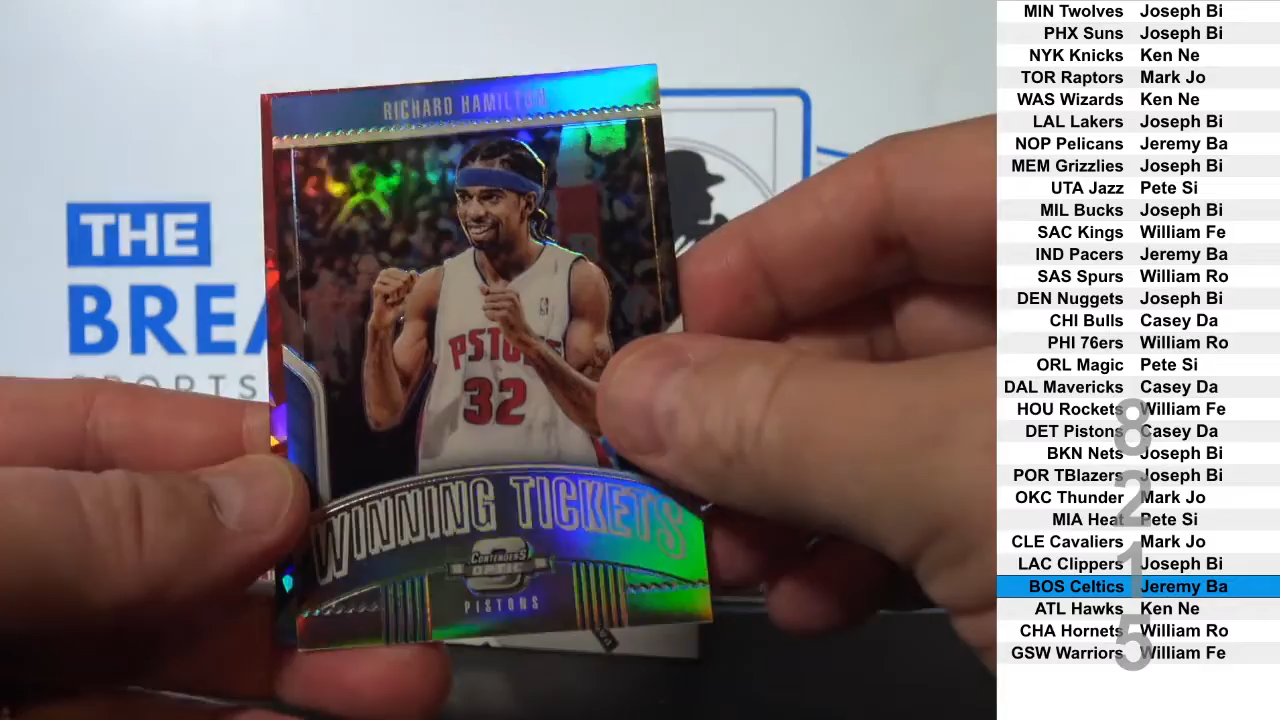 RICHARD HAMILTON
THE
BREA
SPORTS
PISTONS
32
WINNING TICKETS
CONTENDERS
OPTIC
PISTONS
MIN Twolves Joseph Bi
PHX Suns Joseph Bi
NYK Knicks Ken Ne
TOR Raptors Mark Jo
WAS Wizards Ken Ne
LAL Lakers Joseph Bi
NOP Pelicans Jeremy Ba
MEM Grizzlies Joseph Bi
UTA Jazz Pete Si
MIL Bucks Joseph Bi
SAC Kings William Fe
IND Pacers Jeremy Ba
SAS Spurs William Ro
DEN Nuggets Joseph Bi
CHI Bulls Casey Da
PHI 76ers William Ro
ORL Magic Pete Si
DAL Mavericks Casey Da
HOU Rockets William Fe
DET Pistons Casey Da
BKN Nets Joseph Bi
POR TBlazers Joseph Bi
OKC Thunder Mark Jo
MIA Heat Pete Si
CLE Cavaliers Mark Jo
LAC Clippers Joseph Bi
BOS Celtics Jeremy Ba
ATL Hawks Ken Ne
CHA Hornets William Ro
GSW Warriors William Fe
8
2
1
5